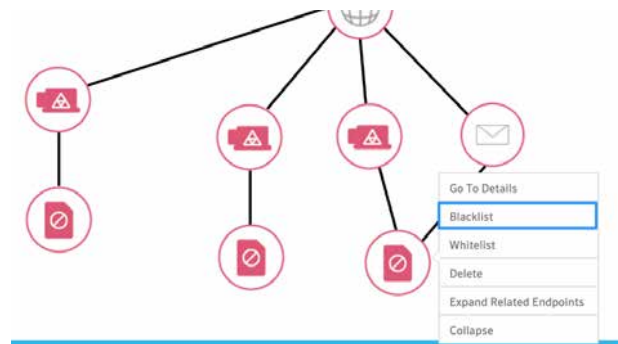 Go To Details
Blacklist
Whitelist
Delete
Expand Related Endpoints
Collapse